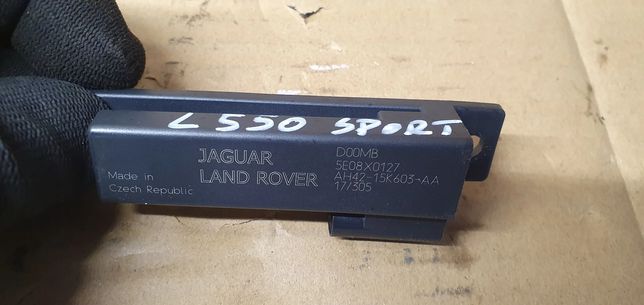 L550 SPORT
JAGUAR
LAND ROVER
Made in
Czech Republic
D00MB
5E08X0127
AH42-15K603-AA
17/305